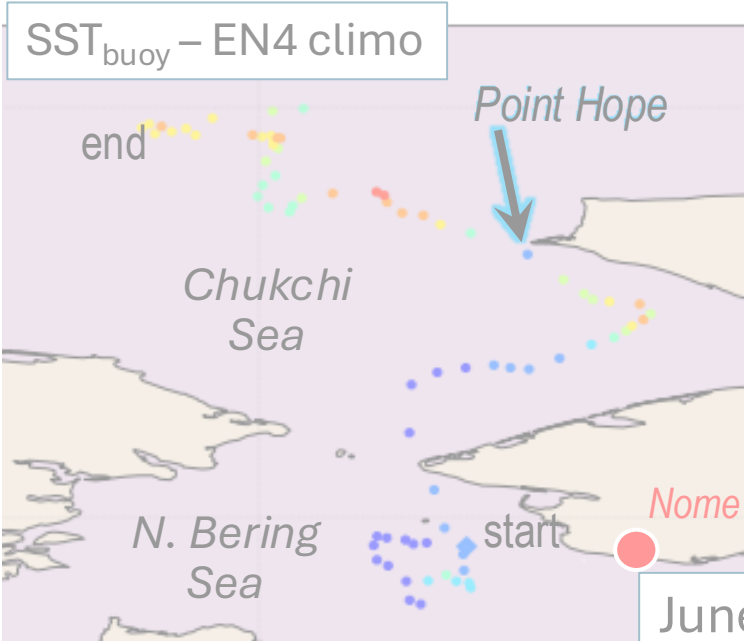 SSTbuoy – EN4 climo
Point Hope
end
Chukchi
Sea
Nome
N. Bering
Sea
start
June